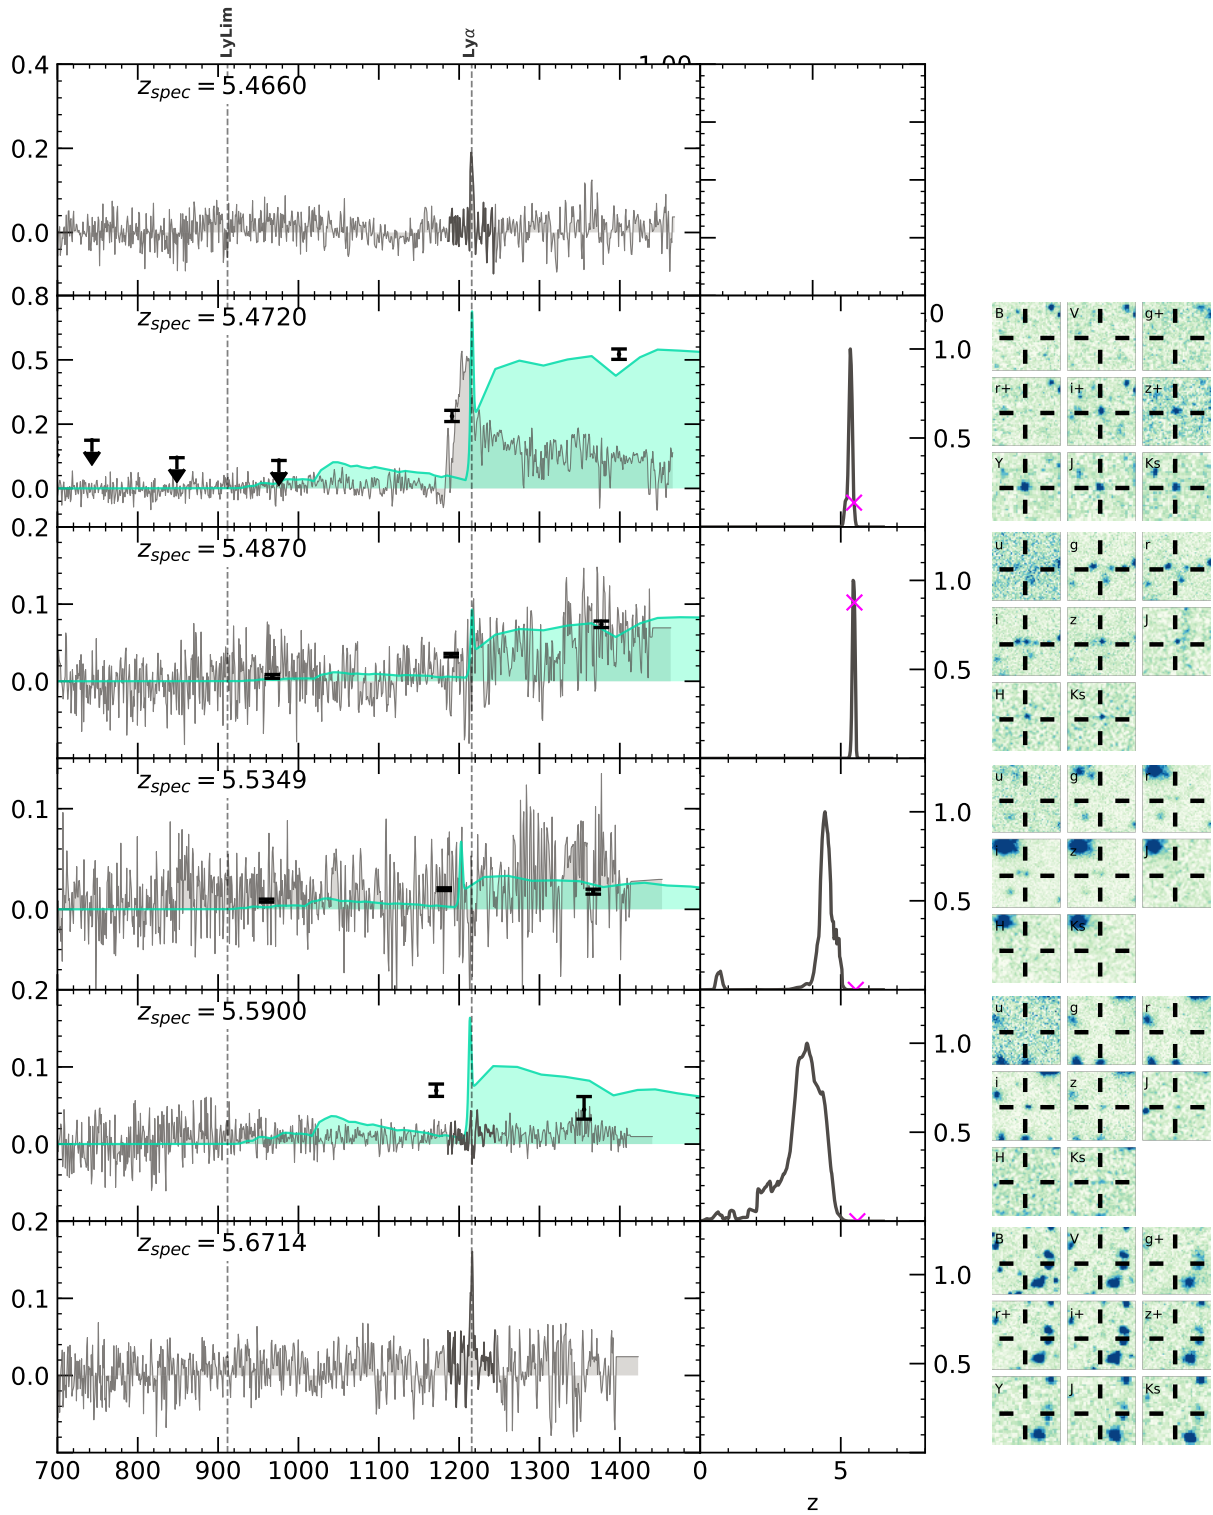 LyLim
Lyα
1.00
0.4
0.2
0.0
z_spec = 5.4660
0.8
0.5
0.2
0.0
z_spec = 5.4720
0
1.0
0.5
B V g+
r+ i+ z+
Y J Ks
0.2
0.1
0.0
z_spec = 5.4870
1.0
0.5
u g r
i z J
H Ks
0.1
0.0
z_spec = 5.5349
1.0
0.5
u g r
i z J
H Ks
0.2
0.1
0.0
z_spec = 5.5900
1.0
0.5
u g r
i z J
H Ks
0.2
0.1
0.0
z_spec = 5.6714
1.0
0.5
B V g+
r+ i+ z+
Y J Ks
700 800 900 1000 1100 1200 1300 1400 0 5
z